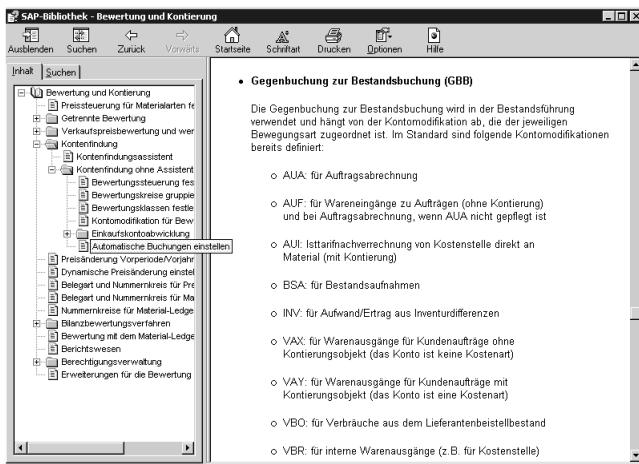 SAP-Bibliothek - Bewertung und Kontierung
Ausblenden Suchen Zurück Vorwärts Startseite Schriftart Drucken Optionen Hilfe
Inhalt Suchen
Bewertung und Kontierung
Preissteuerung für Materialarten fe
Getrennte Bewertung
Verkaufspreisbewertung und wer
Kontenfindung
Kontenfindungsassistent
Kontenfindung ohne Assistent
Bewertungssteuerung fes
Bewertungskreise gruppie
Bewertungsklassen festle
Kontomodifikation für Bew
Einkaufskontoabwicklung
Automatische Buchungen einstellen
Preisänderung Vorperiode/Vorjahr
Dynamische Preisänderung einstel
Belegart und Nummernkreis für Pre
Belegart und Nummernkreis für Ma
Nummernkreise für Material-Ledge
Bilanzbewertungsverfahren
Bewertung mit dem Material-Ledge
Berichtswesen
Berechtigungsverwaltung
Erweiterungen für die Bewertung
Gegenbuchung zur Bestandsbuchung (GBB)
Die Gegenbuchung zur Bestandsbuchung wird in der Bestandsführung
verwendet und hängt von der Kontomodifikation ab, die der jeweiligen
Bewegungsart zugeordnet ist. Im Standard sind folgende Kontomodifikationen
bereits definiert:
AUA: für Auftragsabrechnung
AUF: für Wareneingänge zu Aufträgen (ohne Kontierung)
und bei Auftragsabrechnung, wenn AUA nicht gepflegt ist
AUI: Isttarifnachverrechnung von Kostenstelle direkt an
Material (mit Kontierung)
BSA: für Bestandsaufnahmen
INV: für Aufwand/Ertrag aus Inventurdifferenzen
VAX: für Warenausgänge für Kundenaufträge ohne
Kontierungsobjekt (das Konto ist keine Kostenart)
VAY: für Warenausgänge für Kundenaufträge mit
Kontierungsobjekt (das Konto ist eine Kostenart)
VBO: für Verbräuche aus dem Lieferantenbeistellbestand
VBR: für interne Warenausgänge (z.B. für Kostenstelle)